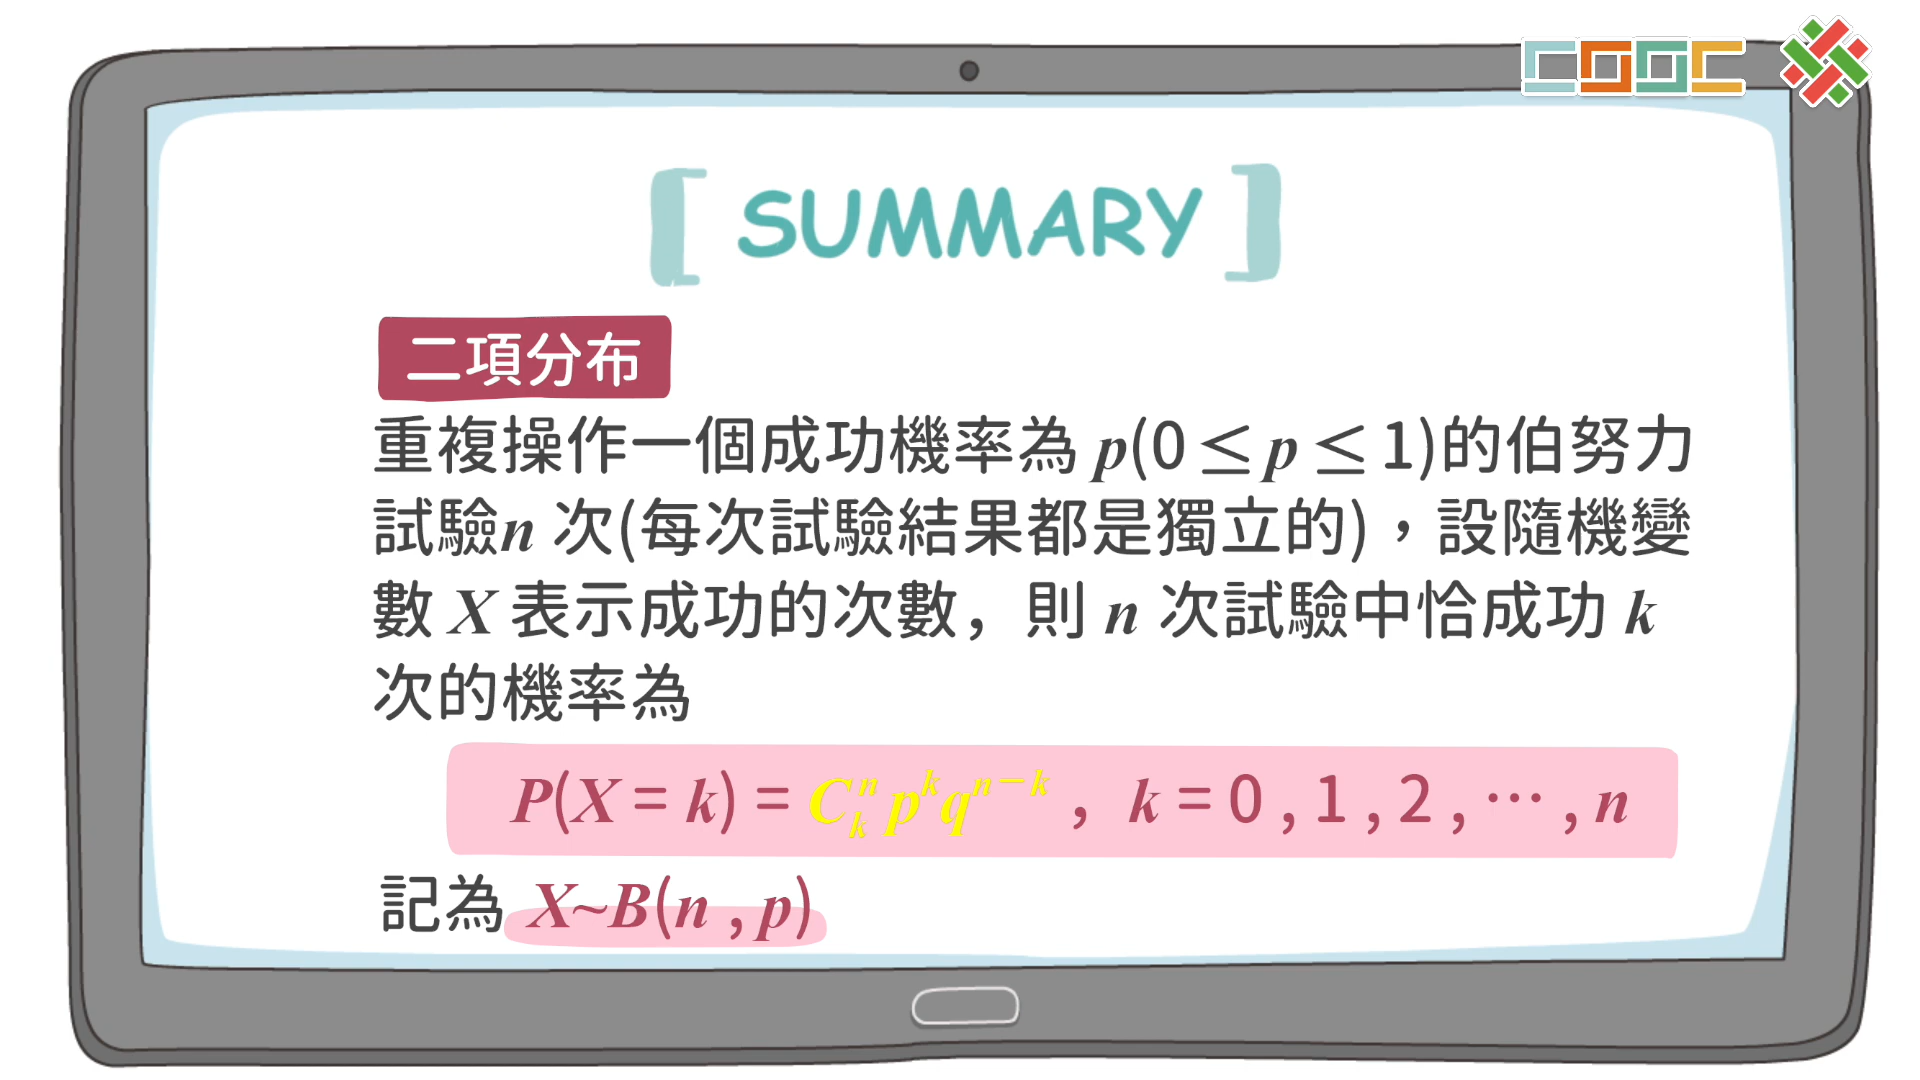 COOC
[ SUMMARY ]
二項分布
重複操作一個成功機率為 p(0 ≤ p ≤ 1)的伯努力
試驗n 次(每次試驗結果都是獨立的)，設隨機變
數 X 表示成功的次數，則 n 次試驗中恰成功 k
次的機率為
P(X = k) = C^n_k p^k q^{n-k} ，k = 0 , 1 , 2 , ⋯ , n
記為 X~B(n , p)